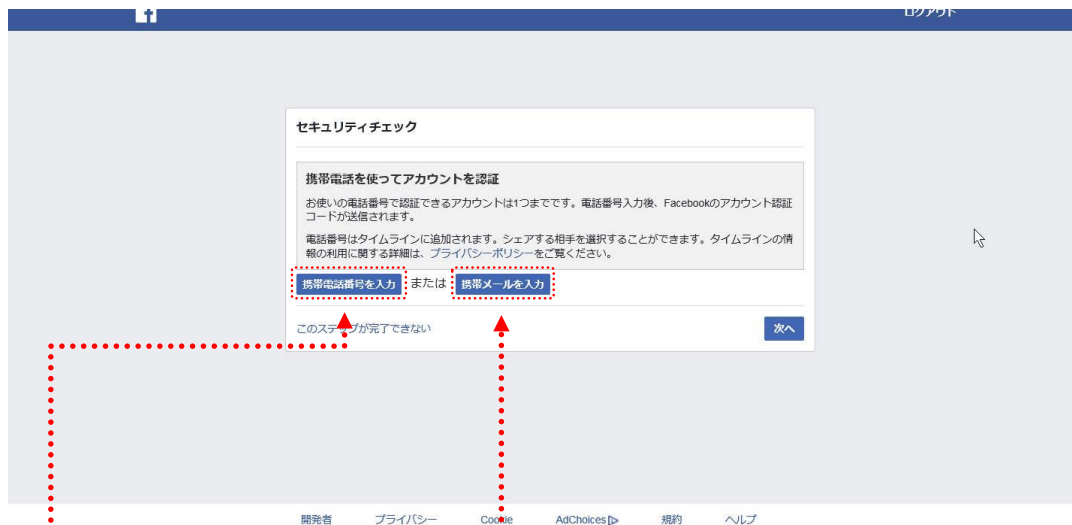 ログアウト
セキュリティチェック
携帯電話を使ってアカウントを認証
お使いの電話番号で認証できるアカウントは1つまでです。電話番号入力後、Facebookのアカウント認証
コードが送信されます。
電話番号はタイムラインに追加されます。シェアする相手を選択することができます。タイムラインの情
報の利用に関する詳細は、プライバシーポリシーをご覧ください。
携帯電話番号を入力 または 携帯メールを入力
このステップが完了できない 次へ
開発者 プライバシー Cookie AdChoices 規約 ヘルプ